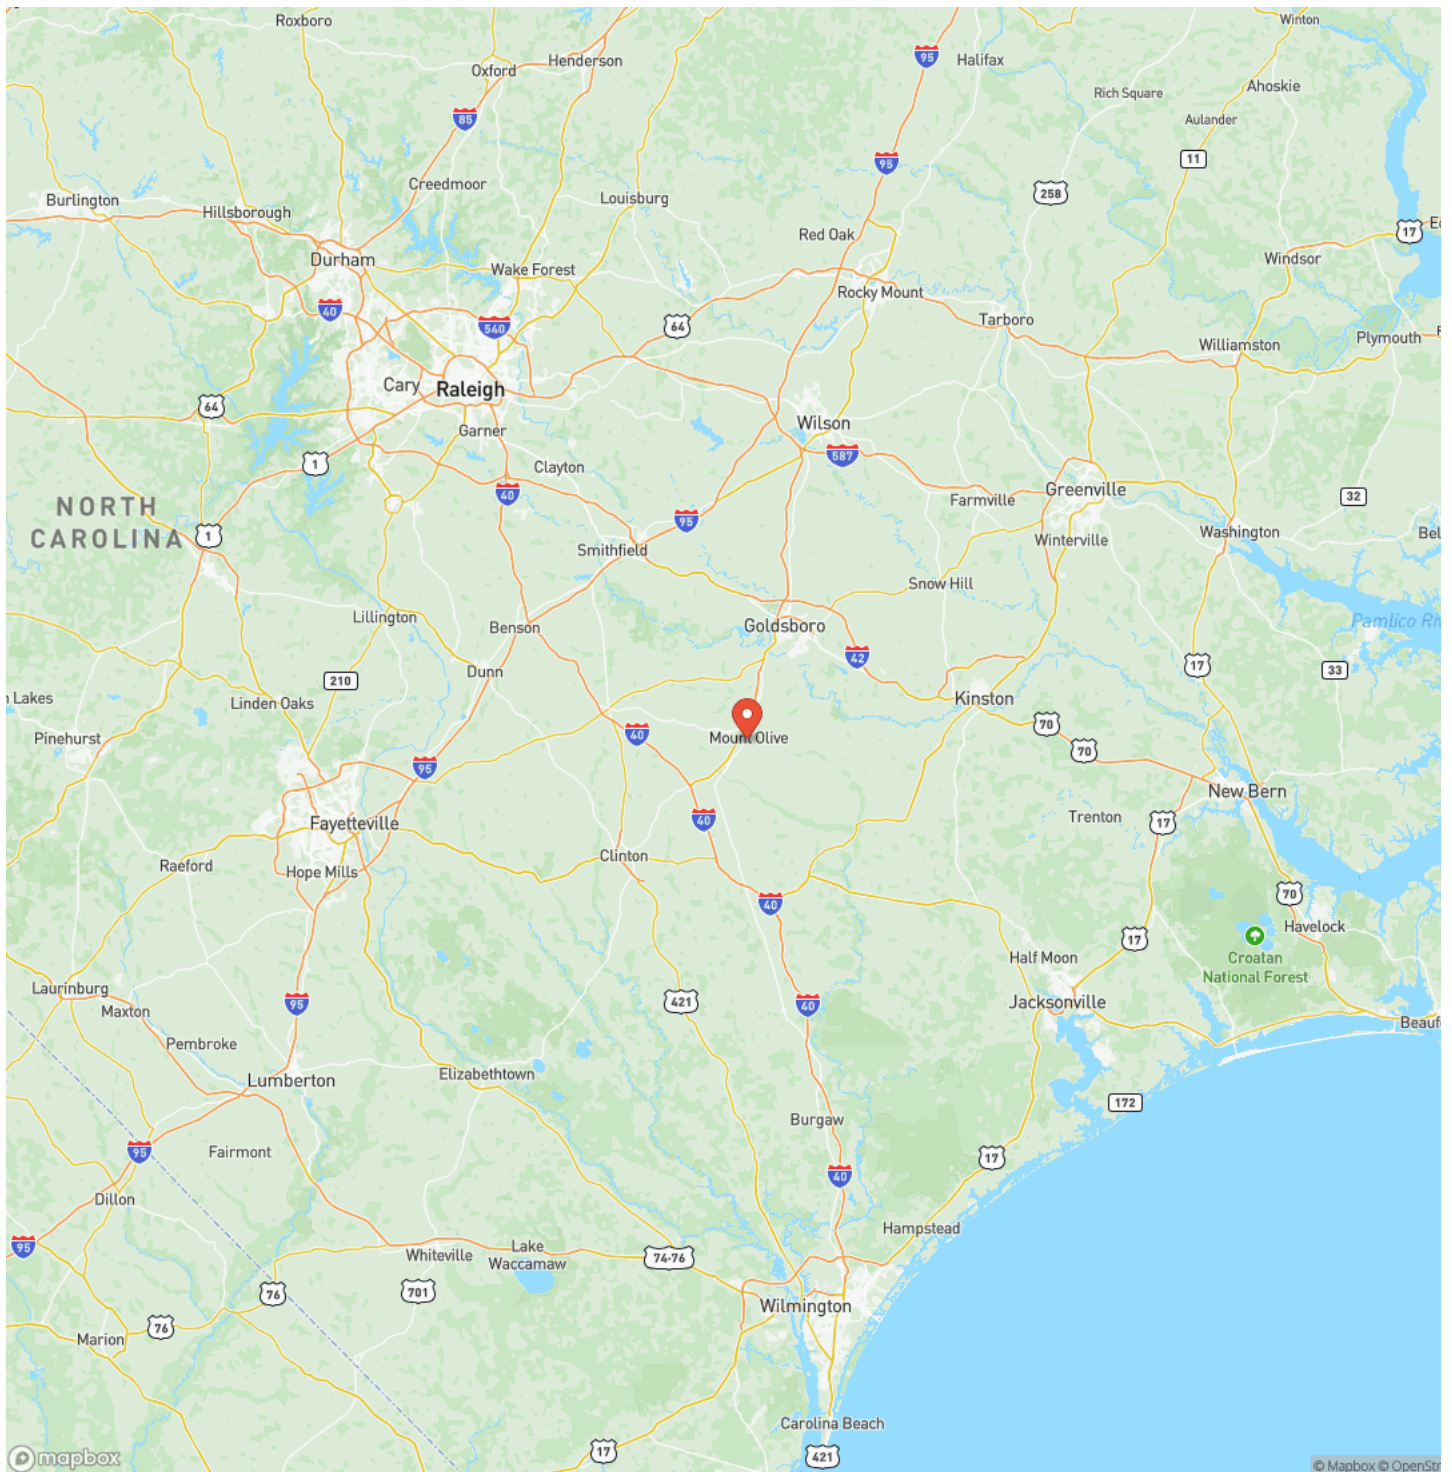 Roxboro
Winton
Henderson
95
Halifax
Oxford
Ahoskie
Rich Square
85
Aulander
11
95
Creedmoor
258
Burlington
Louisburg
Hillsborough
17
Red Oak
Durham
Windsor
Wake Forest
Rocky Mount
40
Tarboro
540
64
Plymouth
Williamston
Cary
Raleigh
64
Wilson
Garner
587
1
Clayton
Greenville
40
Farmville
32
NORTH
CAROLINA
95
1
Washington
Bel
Winterville
Smithfield
Snow Hill
Lillington
Benson
Goldsboro
Pamlico Riv
42
17
33
Dunn
210
n Lakes
Linden Oaks
Kinston
70
40
Mount Olive
Pinehurst
70
95
New Bern
40
Trenton
17
Fayetteville
Clinton
Raeford
Hope Mills
70
40
Havelock
17
Half Moon
Croatan
National Forest
Laurinburg
421
Jacksonville
95
40
Maxton
Beaufo
Pembroke
Elizabethtown
Lumberton
172
Burgaw
95
Fairmont
17
40
Dillon
Hampstead
95
Whiteville
Lake
Waccamaw
74-76
701
76
Wilmington
76
Marion
Carolina Beach
17
421
mapbox
© Mapbox © OpenStr